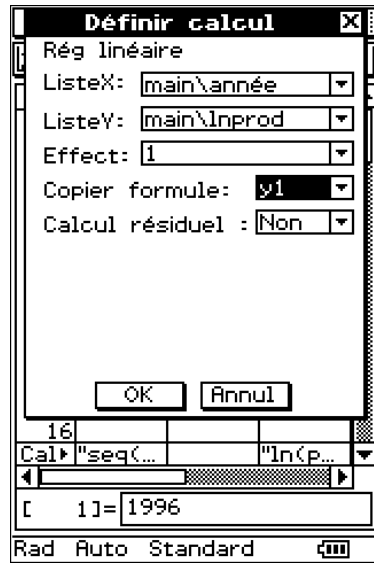 Définir calcul X
Rég linéaire
ListeX: main\année
ListeY: main\lnprod
Effect: 1
Copier formule: y1
Calcul résiduel : Non
OK Annul
16
Cal "seq(... "ln(p...
[ 1]= 1996
Rad Auto Standard